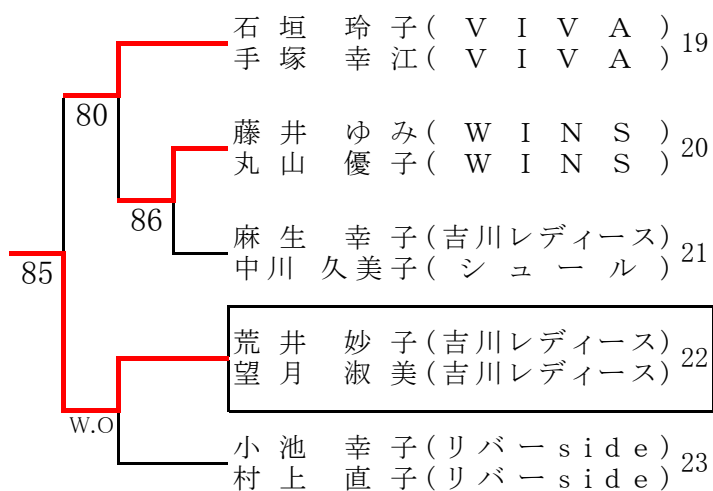 石垣 玲子(VIVA)
手塚 幸江(VIVA)
19
80
藤井 ゆみ(WINS)
丸山 優子(WINS)
20
86
麻生 幸子(吉川レディース)
中川 久美子(シュール)
21
85
荒井 妙子(吉川レディース)
望月 淑美(吉川レディース)
22
W.O
小池 幸子(リバーside)
村上 直子(リバーside)
23